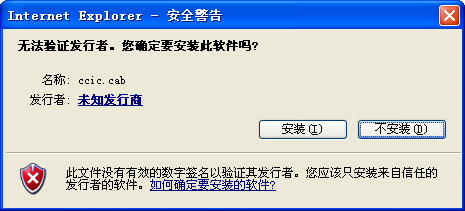 Internet Explorer - 安全警告
无法验证发行者。您确定要安装此软件吗?
名称: ccic.cab
发行者: 未知发行商
安装(I)
不安装(D)
此文件没有有效的数字签名以验证其发行者。您应该只安装来自信任的
发行者的软件。如何确定要安装的软件?